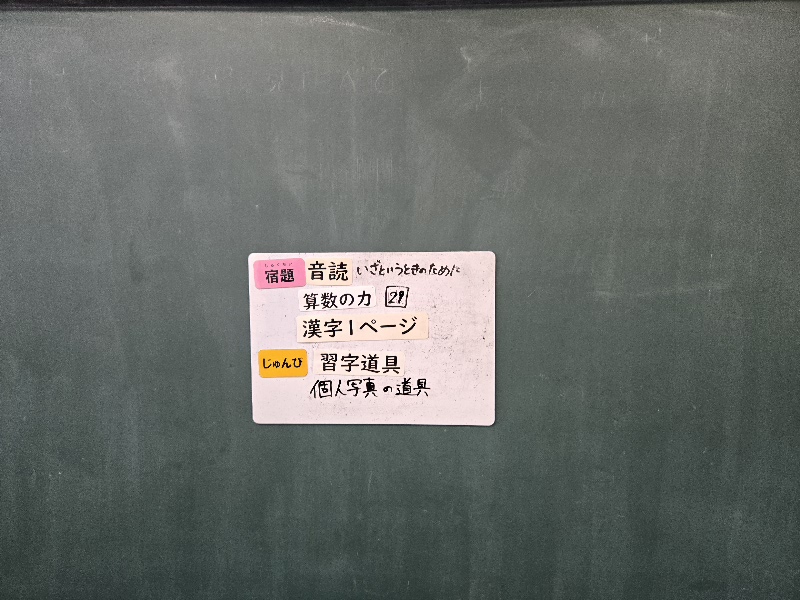 宿題 音読 いざというときのために
算数の力 29
漢字1ページ
じゅんび 習字道具
個人写真の道具